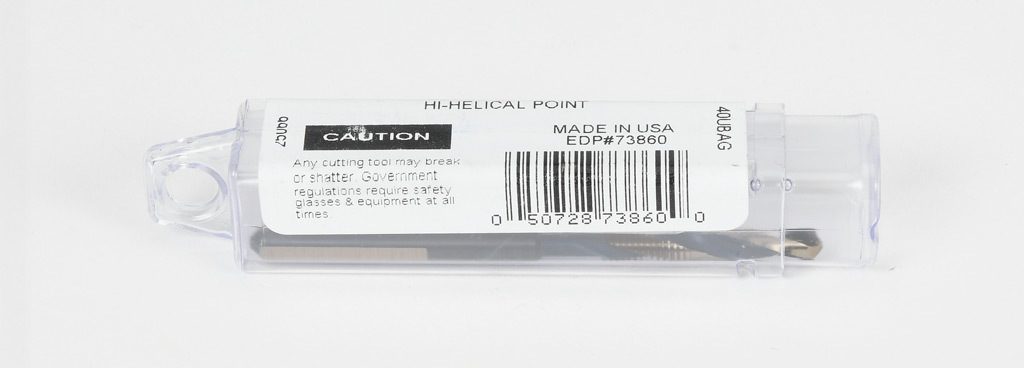 HI-HELICAL POINT
CAUTION
MADE IN USA
EDP#73860
Any cutting tool may break
or shatter. Government
regulations require safety
glasses & equipment at all
times.
0 50728 73860 0
40UBAG